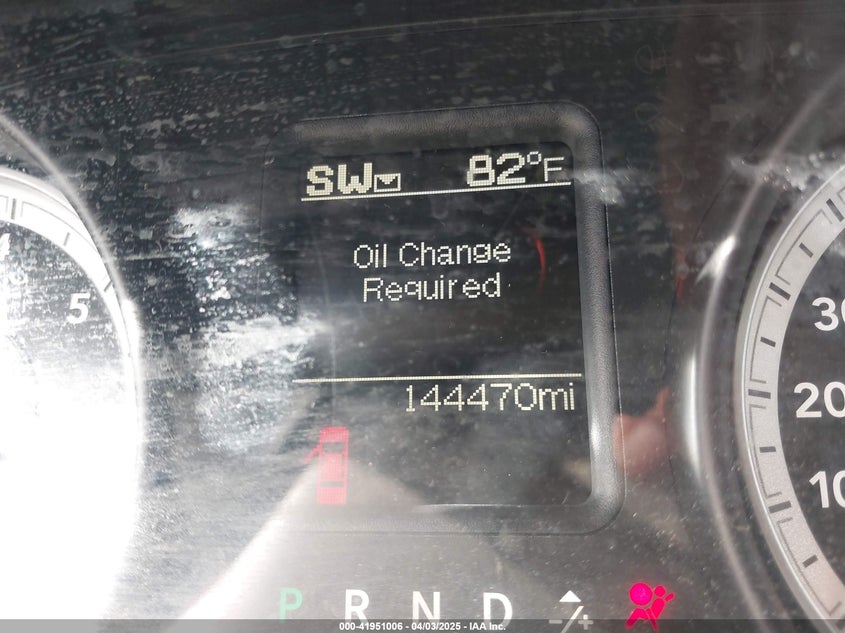 SW 82°F
Oil Change
Required
5
144470mi
30
20
10
P R N D -/+
000-41951006 - 04/03/2025 - IAA Inc.